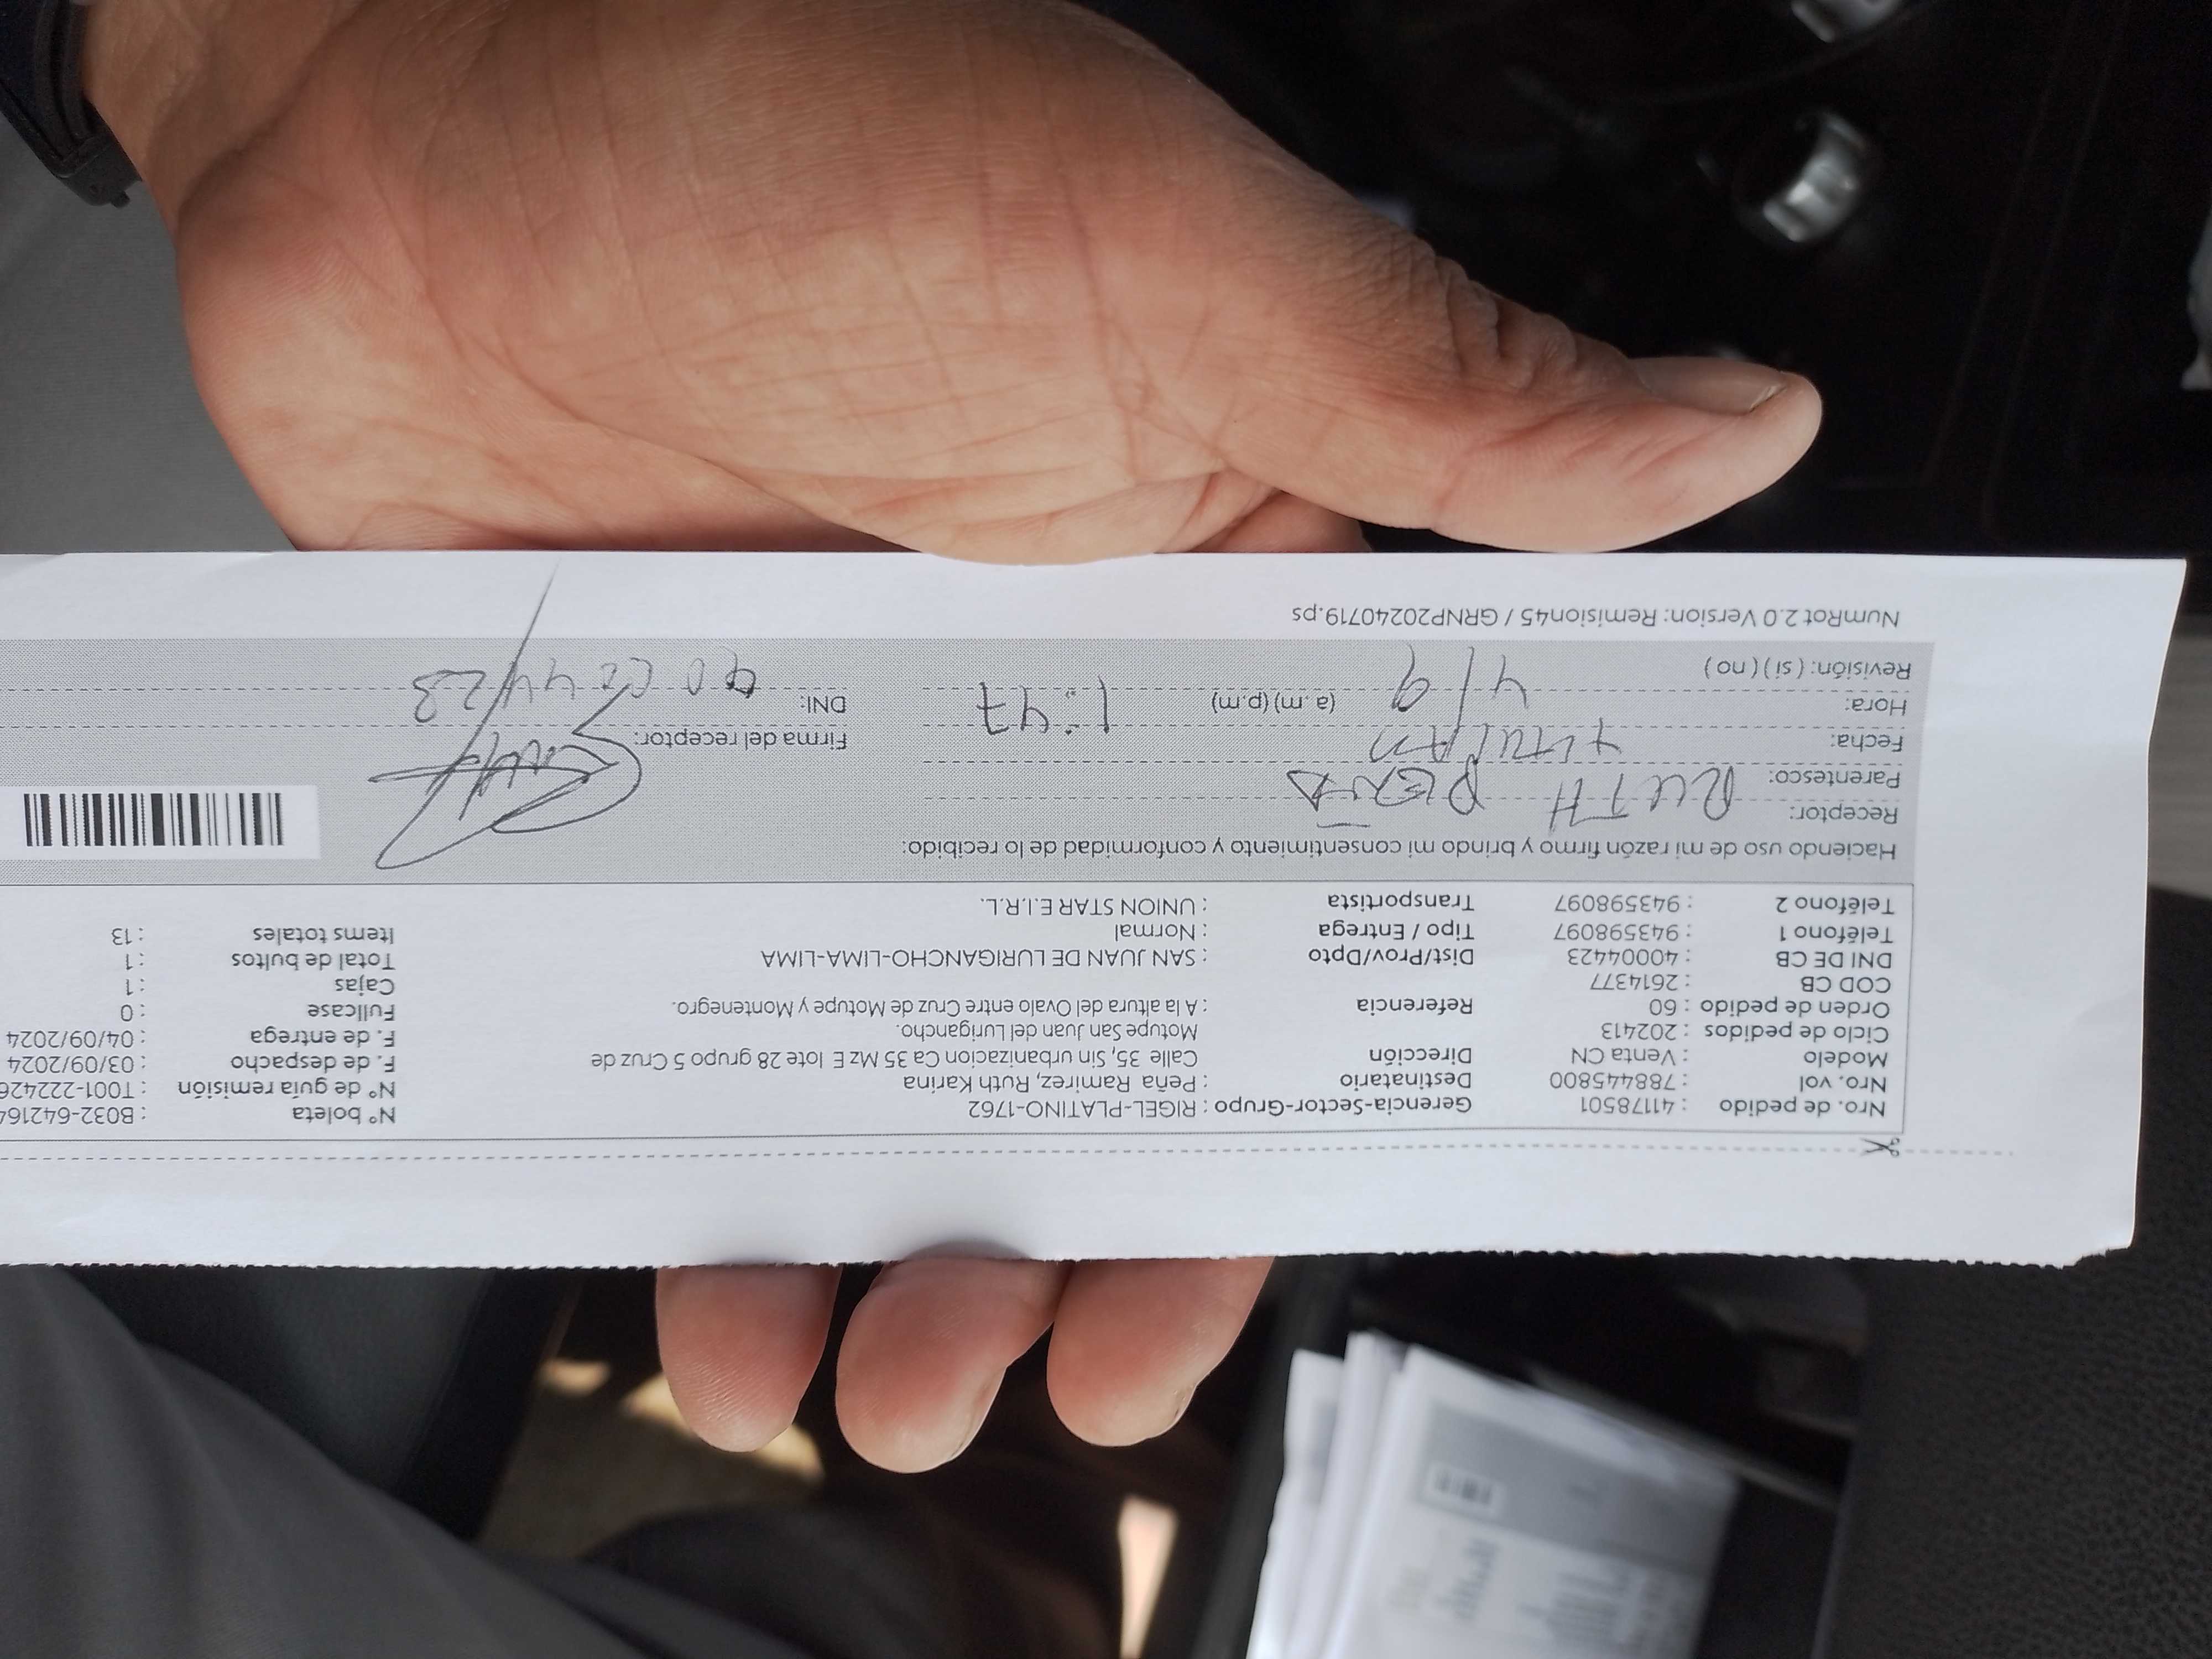 Nro. de pedido : 41178501 Gerencia-Sector-Grupo : RIGEL-PLATINO-1762 N° boleta : B032-642164
Nro. vol : 788445800 Destinatario : Peña Ramirez, Ruth Karina N° de guía remisión : T001-222426
Modelo : Venta CN Dirección Calle 35, Sin urbanizacion Ca 35 Mz E lote 28 grupo 5 Cruz de F. de despacho : 03/09/2024
Ciclo de pedidos : 202413 Motupe San Juan del Lurigancho. F. de entrega : 04/09/2024
Orden de pedido : 60 Referencia : A la altura del Ovalo entre Cruz de Motupe y Montenegro. Fullcase : 0
COD CB : 2614377 Cajas : 1
DNI DE CB : 40004423 Dist/Prov/Dpto : SAN JUAN DE LURIGANCHO-LIMA-LIMA Total de bultos : 1
Teléfono 1 : 943598097 Tipo / Entrega : Normal Items totales : 13
Teléfono 2 : 943598097 Transportista : UNION STAR E.I.R.L.
Haciendo uso de mi razón firmo y brindo mi consentimiento y conformidad de lo recibido:
Receptor: RUTH PEÑA
Parentesco: titular
Fecha: 4/9 Firma del receptor:
Hora: (a.m) (p.m) 1:47 DNI: 40004423
Revisión: ( si ) ( no )
NumRot 2.0 Version: Remision45 / GRNP20240719.ps